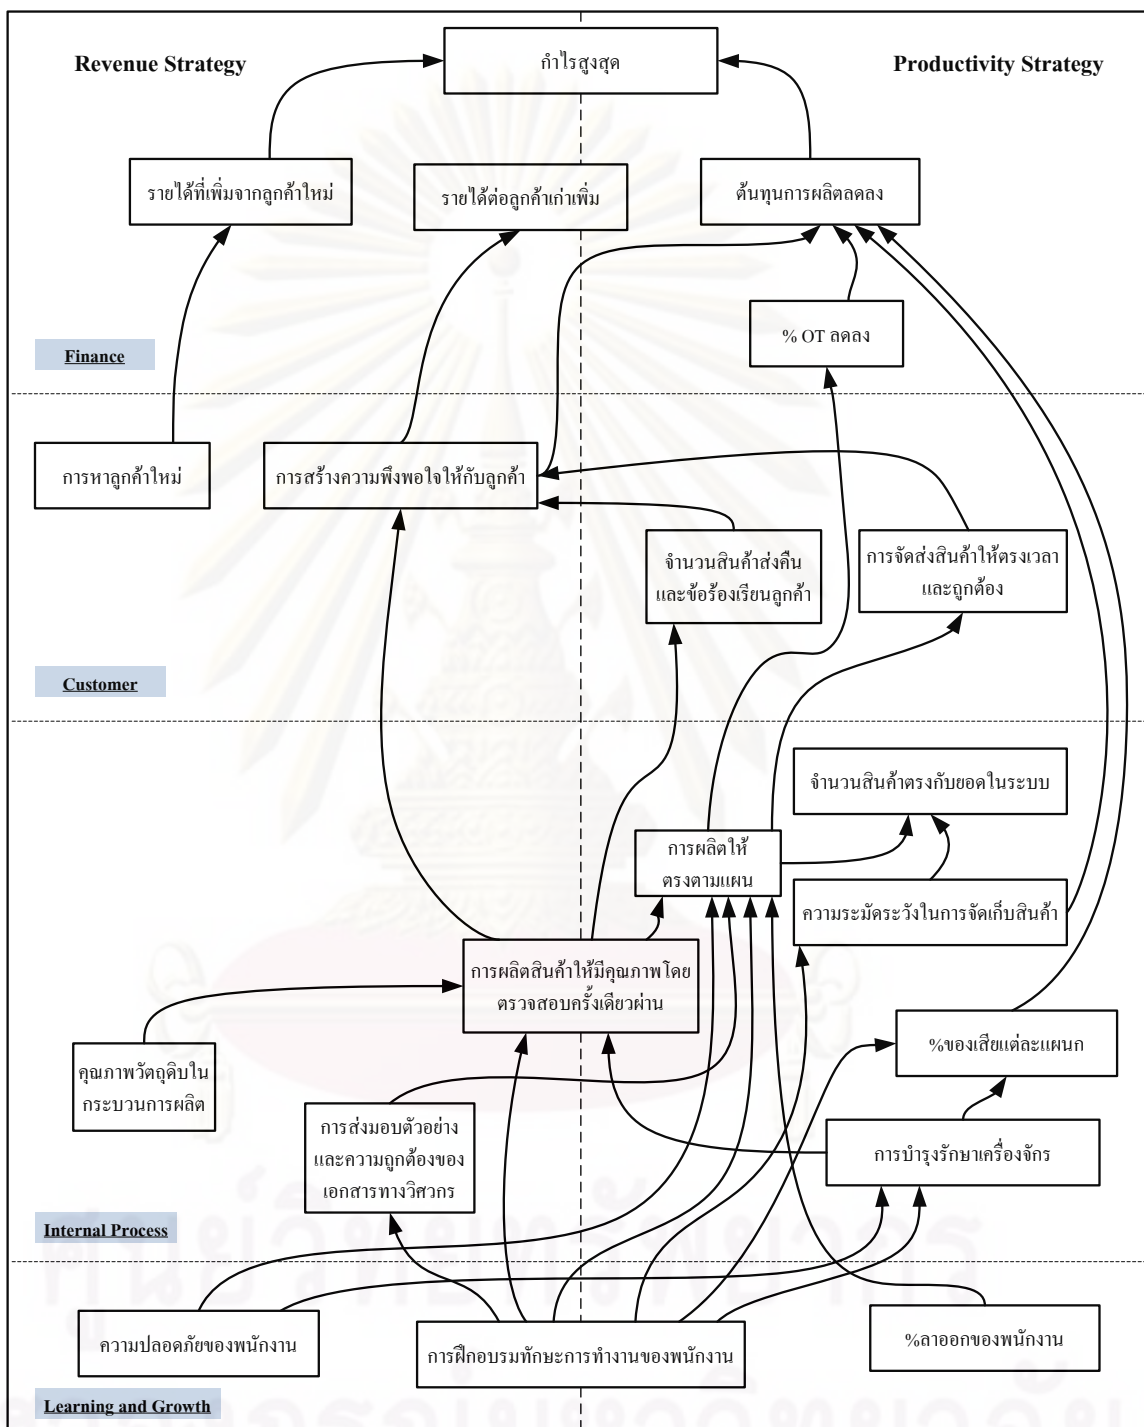 กำไรสูงสุด
Revenue Strategy
Productivity Strategy
รายได้ที่เพิ่มจากลูกค้าใหม่
รายได้ต่อลูกค้าเก่าเพิ่ม
ต้นทุนการผลิตลดลง
% OT ลดลง
Finance
การหาลูกค้าใหม่
การสร้างความพึงพอใจให้กับลูกค้า
จำนวนสินค้าส่งคืน
และข้อร้องเรียนลูกค้า
การจัดส่งสินค้าให้ตรงเวลา
และถูกต้อง
Customer
จำนวนสินค้าตรงกับยอดในระบบ
การผลิตให้
ตรงตามแผน
ความระมัดระวังในการจัดเก็บสินค้า
การผลิตสินค้าให้มีคุณภาพโดย
ตรวจสอบครั้งเดียวผ่าน
%ของเสียแต่ละแผนก
คุณภาพวัตถุดิบใน
กระบวนการผลิต
การส่งมอบตัวอย่าง
และความถูกต้องของ
เอกสารทางวิศวกร
การบำรุงรักษาเครื่องจักร
Internal Process
ศูนย์วิทยทรัพยากร
ความปลอดภัยของพนักงาน
การฝึกอบรมทักษะการทำงานของพนักงาน
%ลาออกของพนักงาน
Learning and Growth